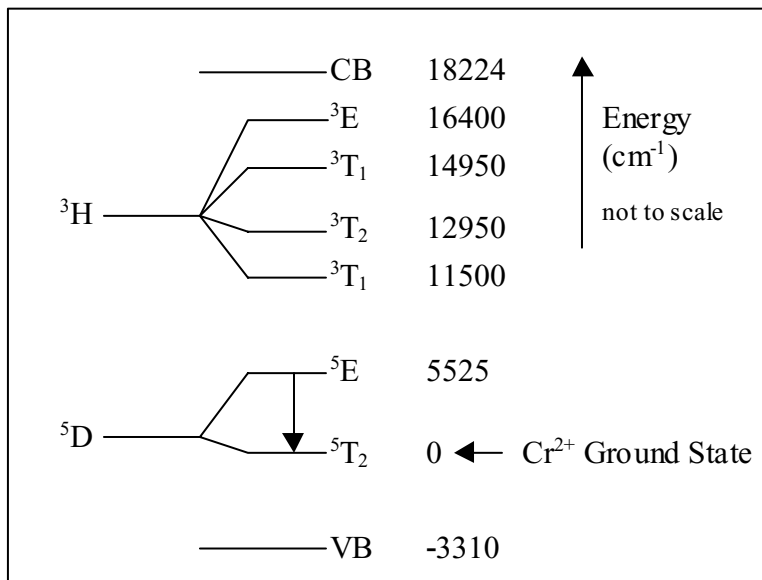 CB 18224
³E 16400
³T₁ 14950
³H
³T₂ 12950
³T₁ 11500
Energy
(cm⁻¹)
not to scale
⁵E 5525
⁵D
⁵T₂ 0 Cr²⁺ Ground State
VB -3310